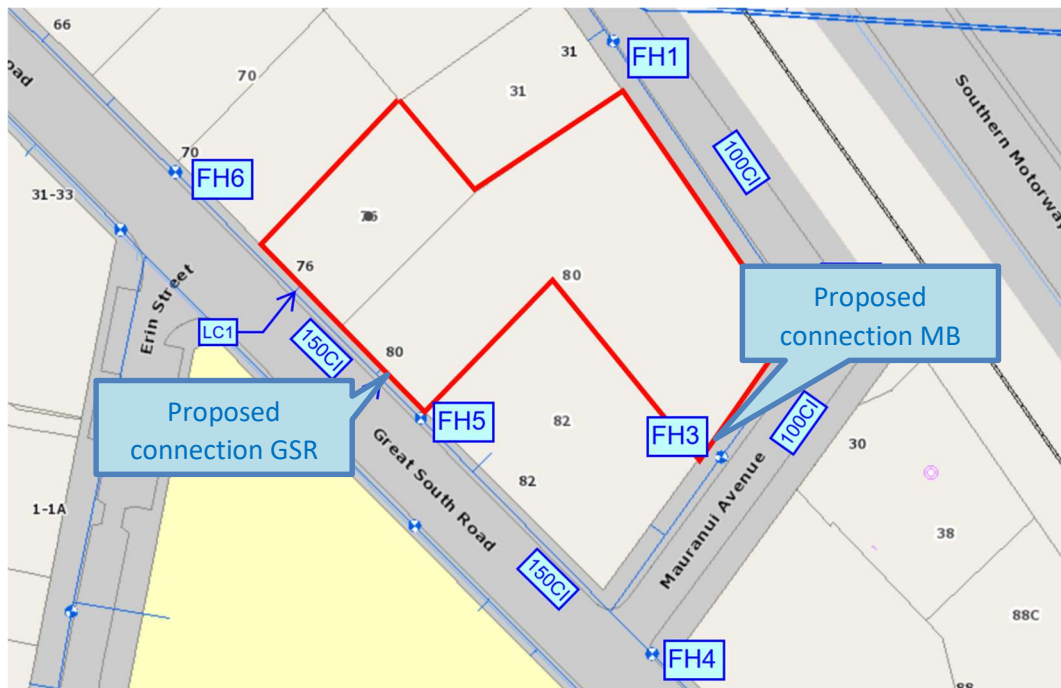 66
oad
70
70
31
31
FH1
FH6
100CI
Southern Motorway
31-33
76
76
80
Erin Street
LC1
150CI
80
Proposed
connection MB
Proposed
connection GSR
FH5
FH3
100CI
82
82
30
Great South Road
Mauranui Avenue
1-1A
38
150CI
88C
FH4
88